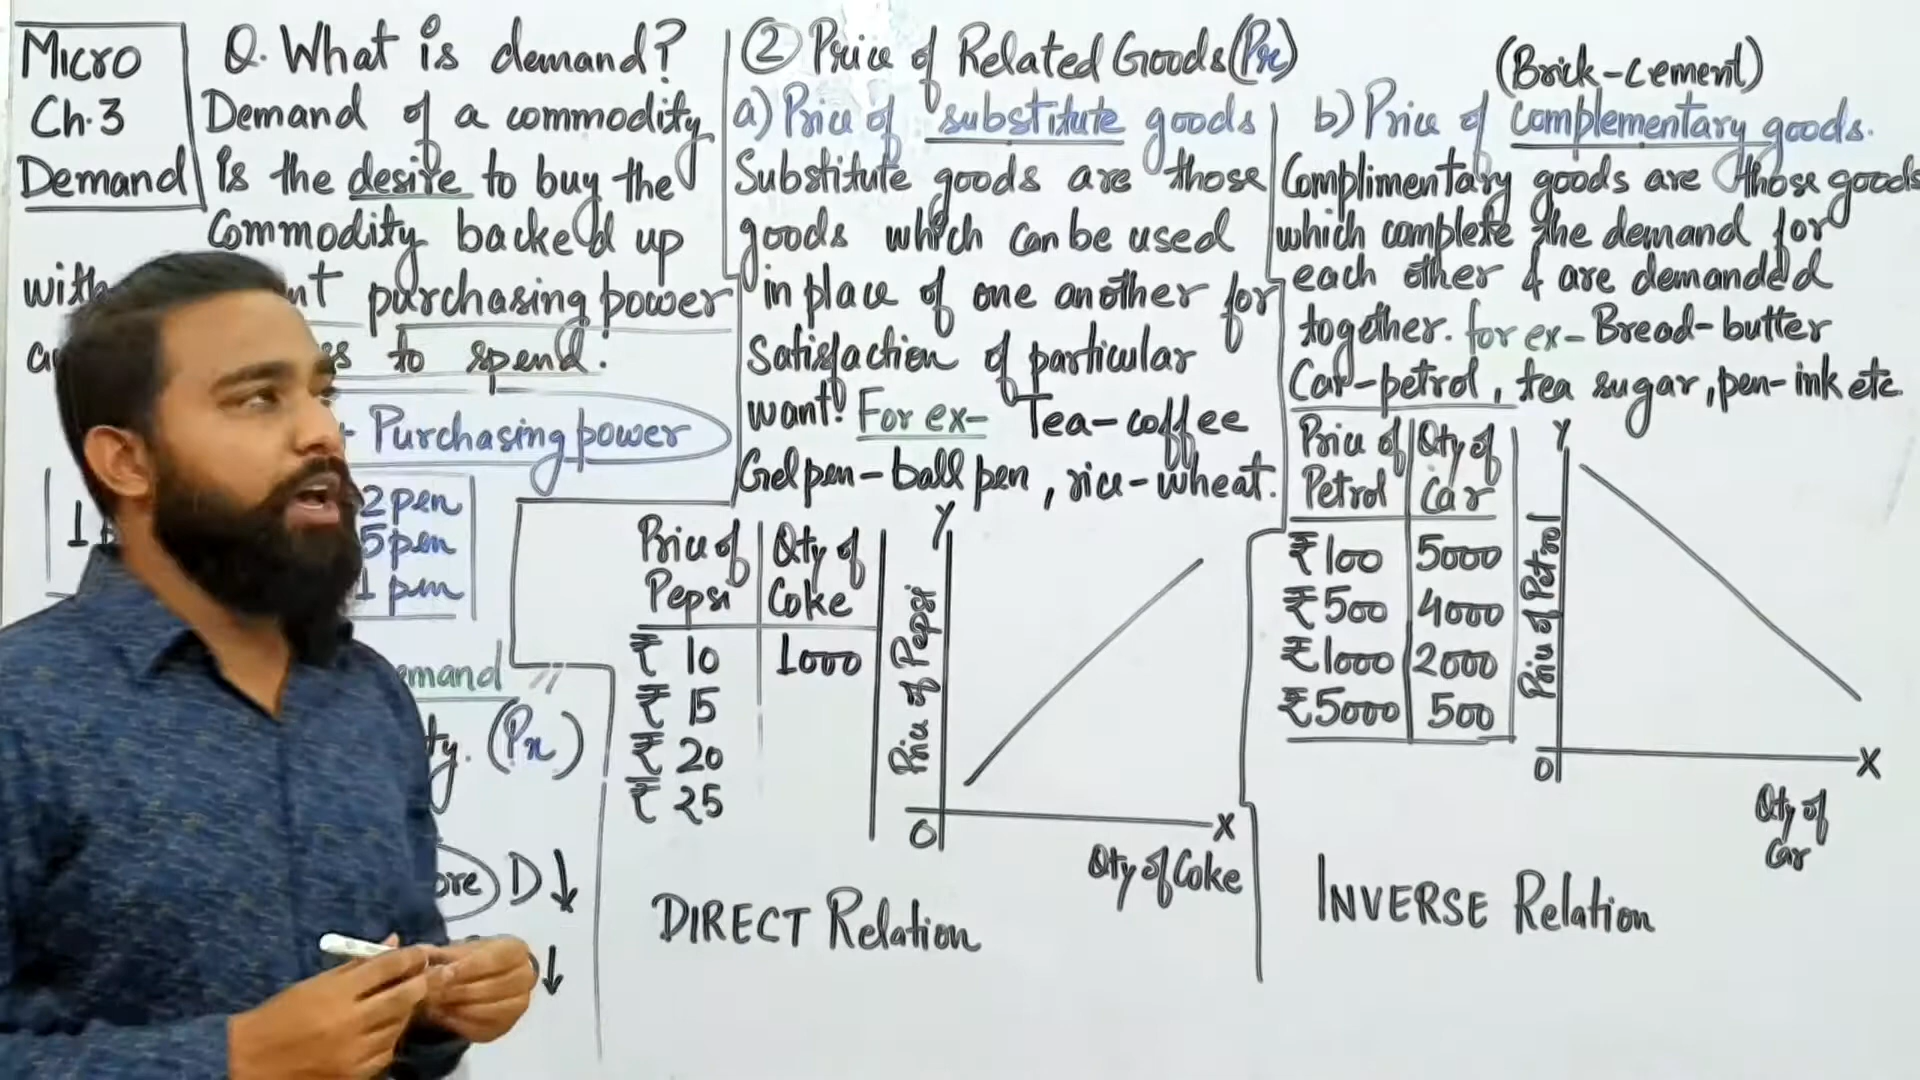 Micro
Ch.3
Demand
Q. What is demand?
Demand of a commodity
is the desire to buy the
commodity backed up
with purchasing power
to spend.
Purchasing power
2 pen
5 pen
1 pen
D↓
↓
② Price of Related Goods (Pr)
a) Price of substitute goods
Substitute goods are those
goods which can be used
in place of one another for
Satisfaction of particular
want. For ex- Tea-coffee
Gel pen-ball pen, rice-wheat.
Price of Pepsi | Qty of Coke
₹ 10 | 1000
₹ 15
₹ 20
₹ 25
Y
Price of Pepsi
O
X
Qty of Coke
DIRECT Relation
(Brick-cement)
b) Price of complementary goods.
Complimentary goods are those goods
which complete the demand for
each other & are demanded
together. for ex- Bread-butter
Car-petrol, tea sugar, pen-ink etc
Price of Petrol | Qty of Car
₹100 | 5000
₹500 | 4000
₹1000 | 2000
₹5000 | 500
Y
Price of Petrol
O
X
Qty of
Car
INVERSE Relation